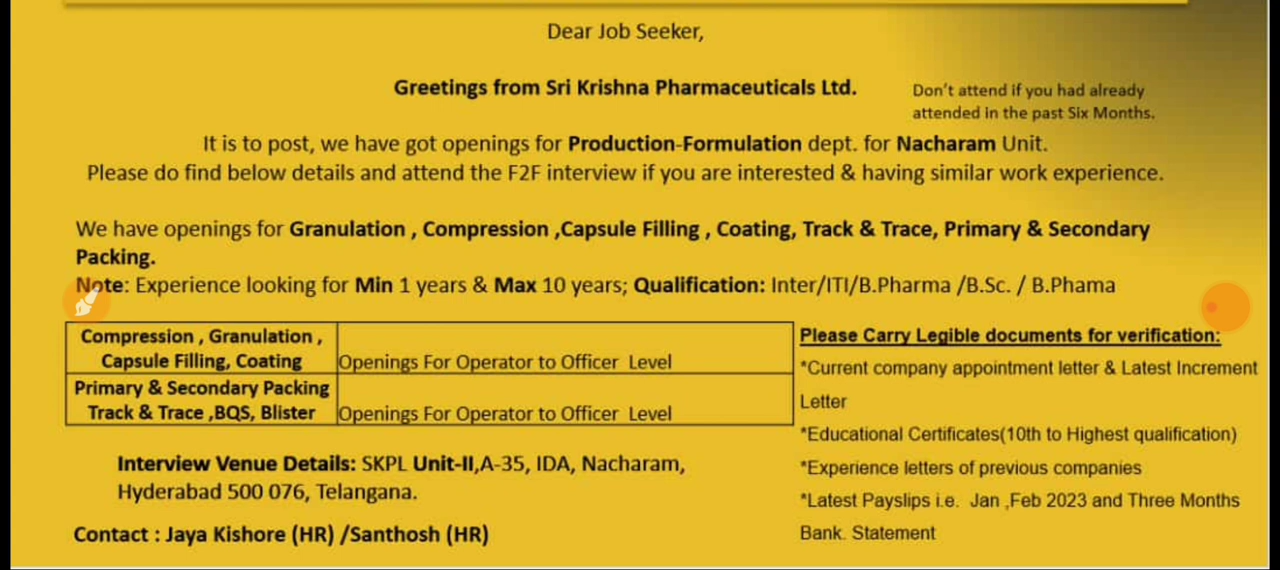 Dear Job Seeker,
Greetings from Sri Krishna Pharmaceuticals Ltd.
Don't attend if you had already
attended in the past Six Months.
It is to post, we have got openings for Production-Formulation dept. for Nacharam Unit.
Please do find below details and attend the F2F interview if you are interested & having similar work experience.
We have openings for Granulation , Compression ,Capsule Filling , Coating, Track & Trace, Primary & Secondary
Packing.
Note: Experience looking for Min 1 years & Max 10 years; Qualification: Inter/ITI/B.Pharma /B.Sc. / B.Phama
Compression , Granulation ,
Capsule Filling, Coating
Openings For Operator to Officer Level
Primary & Secondary Packing
Track & Trace ,BQS, Blister
Openings For Operator to Officer Level
Please Carry Legible documents for verification:
*Current company appointment letter & Latest Increment
Letter
*Educational Certificates(10th to Highest qualification)
*Experience letters of previous companies
*Latest Payslips i.e. Jan ,Feb 2023 and Three Months
Bank. Statement
Interview Venue Details: SKPL Unit-II,A-35, IDA, Nacharam,
Hyderabad 500 076, Telangana.
Contact : Jaya Kishore (HR) /Santhosh (HR)